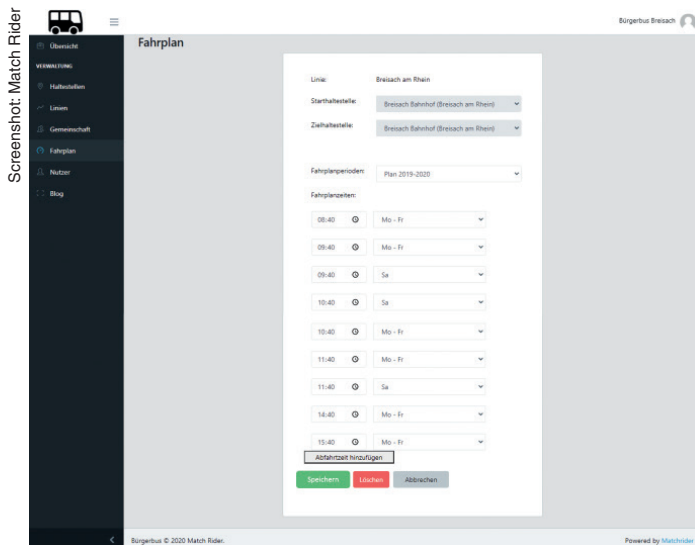 Screenshot: Match Rider
Bürgerbus Breisach
Übersicht
VERWALTUNG
Haltestellen
Linien
Gemeinschaft
Fahrplan
Nutzer
Blog
Fahrplan
Linie: Breisach am Rhein
Starthaltestelle: Breisach Bahnhof (Breisach am Rhein)
Zielhaltestelle: Breisach Bahnhof (Breisach am Rhein)
Fahrplanperioden: Plan 2019-2020
Fahrplanzeiten:
08:40 Mo - Fr
09:40 Mo - Fr
09:40 Sa
10:40 Sa
10:40 Mo - Fr
11:40 Mo - Fr
11:40 Sa
14:40 Mo - Fr
15:40 Mo - Fr
Abfahrtzeit hinzufügen
Speichern Löschen Abbrechen
Bürgerbus © 2020 Match Rider. Powered by Matchrider